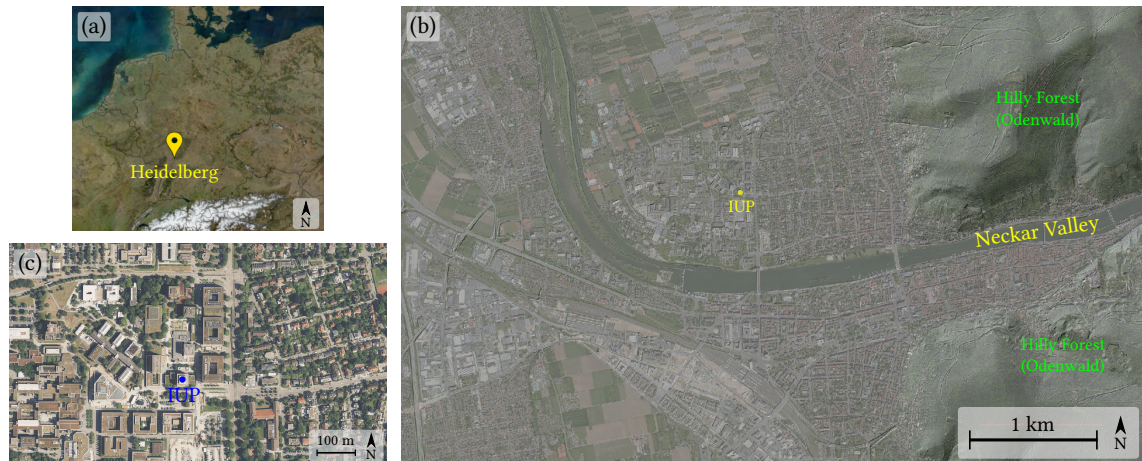 (a)
Heidelberg
N
(b)
Hilly Forest
(Odenwald)
IUP
Neckar Valley
Hilly Forest
(Odenwald)
1 km
N
(c)
IUP
100 m
N